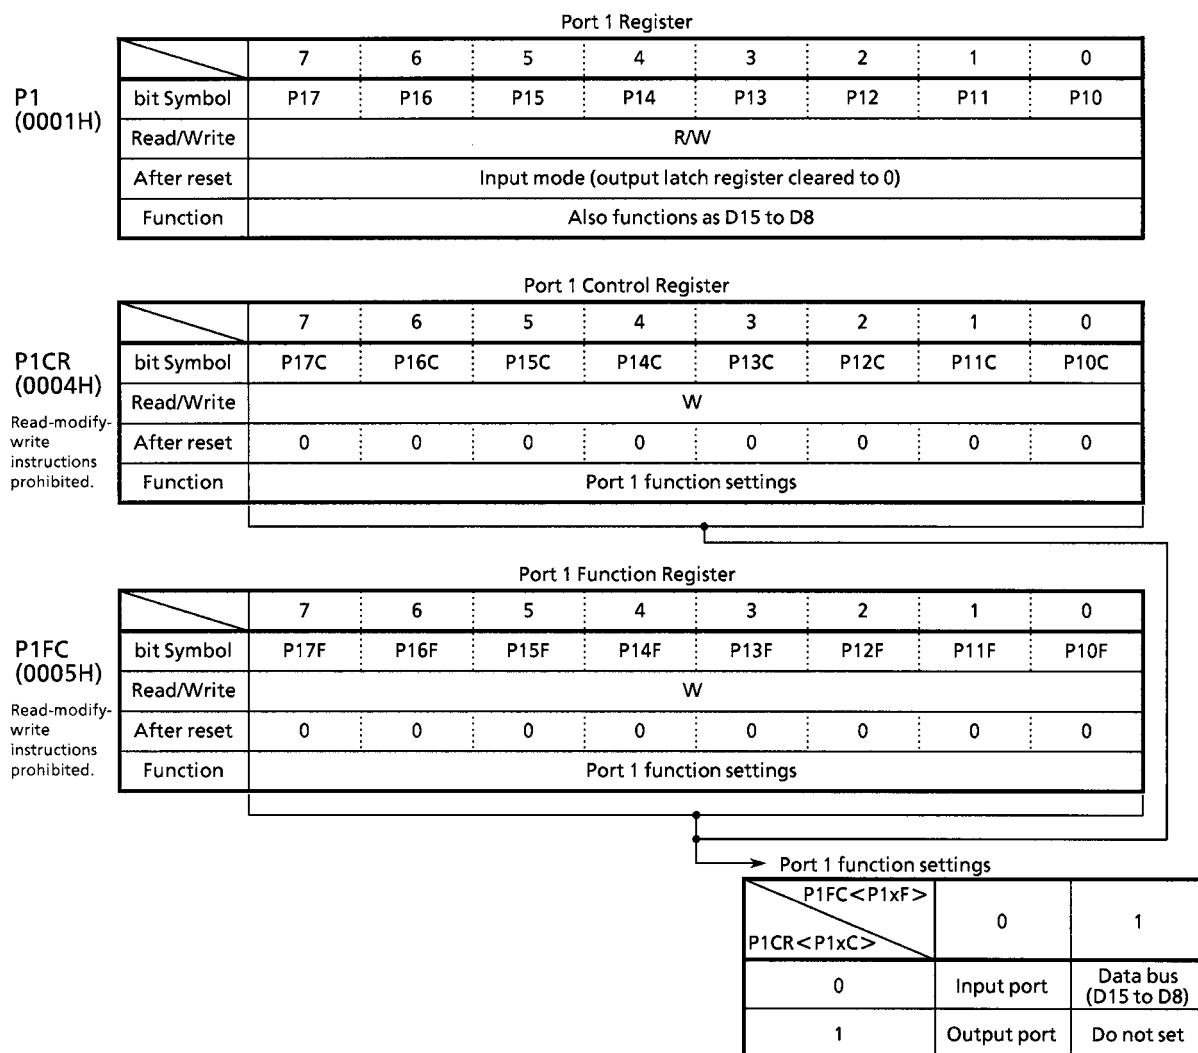 Port 1 Register
7 6 5 4 3 2 1 0
P1
(0001H)
bit Symbol P17 P16 P15 P14 P13 P12 P11 P10
Read/Write R/W
After reset Input mode (output latch register cleared to 0)
Function Also functions as D15 to D8
Port 1 Control Register
7 6 5 4 3 2 1 0
P1CR
(0004H)
Read-modify-
write
instructions
prohibited.
bit Symbol P17C P16C P15C P14C P13C P12C P11C P10C
Read/Write W
After reset 0 0 0 0 0 0 0 0
Function Port 1 function settings
Port 1 Function Register
7 6 5 4 3 2 1 0
P1FC
(0005H)
Read-modify-
write
instructions
prohibited.
bit Symbol P17F P16F P15F P14F P13F P12F P11F P10F
Read/Write W
After reset 0 0 0 0 0 0 0 0
Function Port 1 function settings
Port 1 function settings
P1FC<P1xF> 0 1
P1CR<P1xC>
0 Input port Data bus
(D15 to D8)
1 Output port Do not set